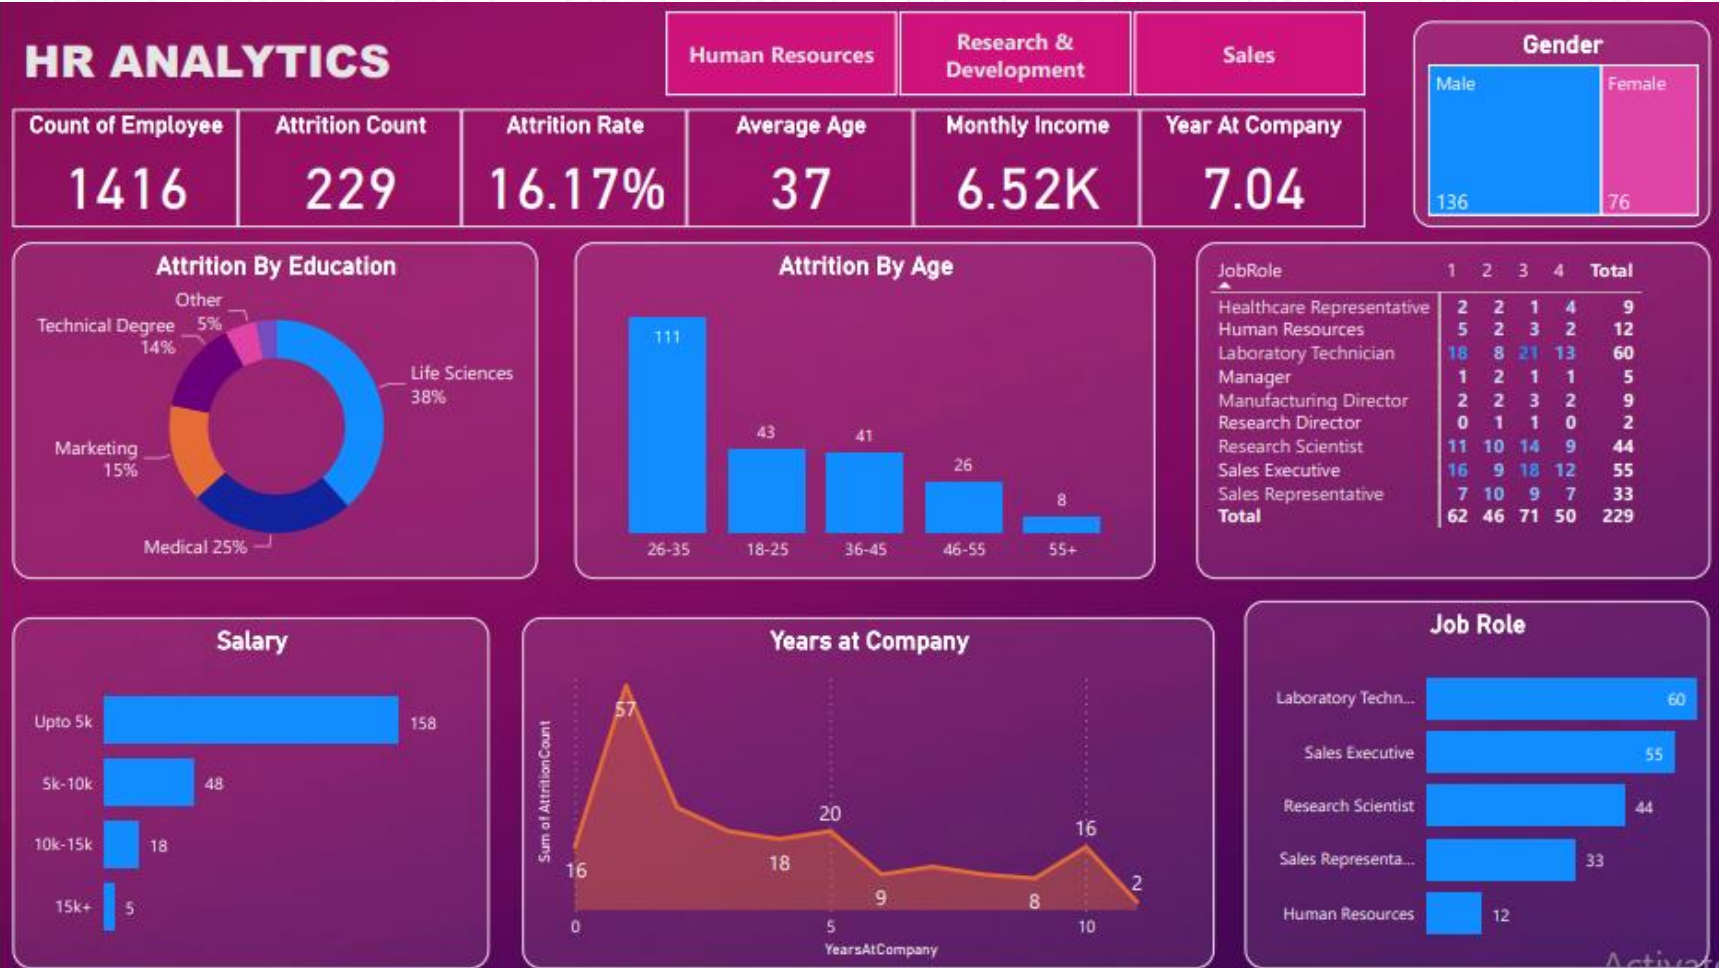 HR ANALYTICS
Human Resources
Research &
Development
Sales
Gender
Male
Female
136
76
Count of Employee
1416
Attrition Count
229
Attrition Rate
16.17%
Average Age
37
Monthly Income
6.52K
Year At Company
7.04
Attrition By Education
Other
5%
Technical Degree
14%
Life Sciences
38%
Marketing
15%
Medical 25%
Attrition By Age
111
43
41
26
8
26-35
18-25
36-45
46-55
55+
JobRole 1 2 3 4 Total
Healthcare Representative 2 2 1 4 9
Human Resources 5 2 3 2 12
Laboratory Technician 18 8 21 13 60
Manager 1 2 1 1 5
Manufacturing Director 2 2 3 2 9
Research Director 0 1 1 0 2
Research Scientist 11 10 14 9 44
Sales Executive 16 9 18 12 55
Sales Representative 7 10 9 7 33
Total 62 46 71 50 229
Salary
Upto 5k 158
5k-10k 48
10k-15k 18
15k+ 5
Years at Company
Sum of AttritionCount
57
16
18
20
9
8
16
2
0 5 10
YearsAtCompany
Job Role
Laboratory Techn... 60
Sales Executive 55
Research Scientist 44
Sales Representa... 33
Human Resources 12